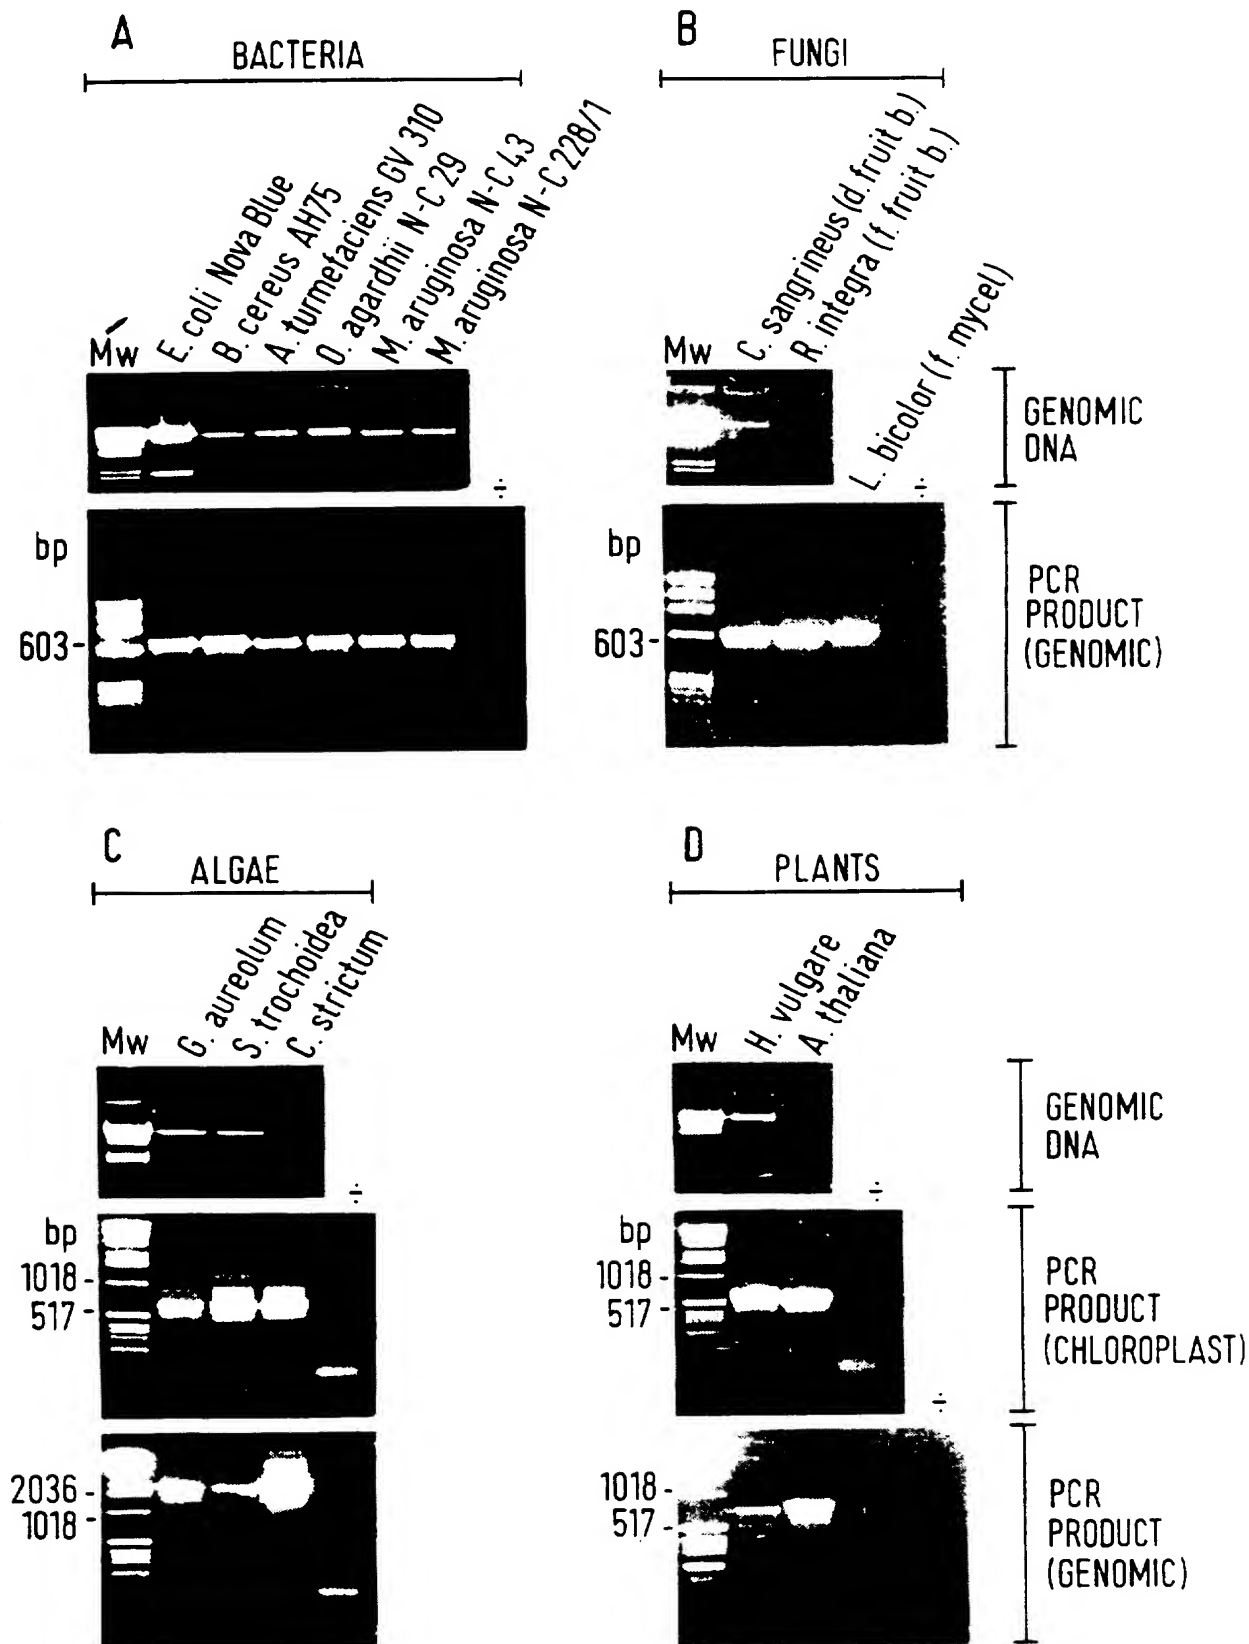 A
BACTERIA
Mw
E. coli Nova Blue
B. cereus AH75
A. turmefaciens GV 310
O. agardhii N-C 29
M. aruginosa N-C 43
M. aruginosa N-C 228/1
÷
bp
603-
B
FUNGI
Mw
C. sangrineus (d. fruit b.)
R. integra (f. fruit b.)
L. bicolor (f. mycel)
÷
GENOMIC
DNA
bp
603-
PCR
PRODUCT
(GENOMIC)
C
ALGAE
Mw
G. aureolum
S. trochoidea
C. strictum
÷
bp
1018-
517-
2036-
1018-
D
PLANTS
Mw
H. vulgare
A. thaliana
÷
GENOMIC
DNA
bp
1018-
517-
PCR
PRODUCT
(CHLOROPLAST)
÷
1018-
517-
PCR
PRODUCT
(GENOMIC)